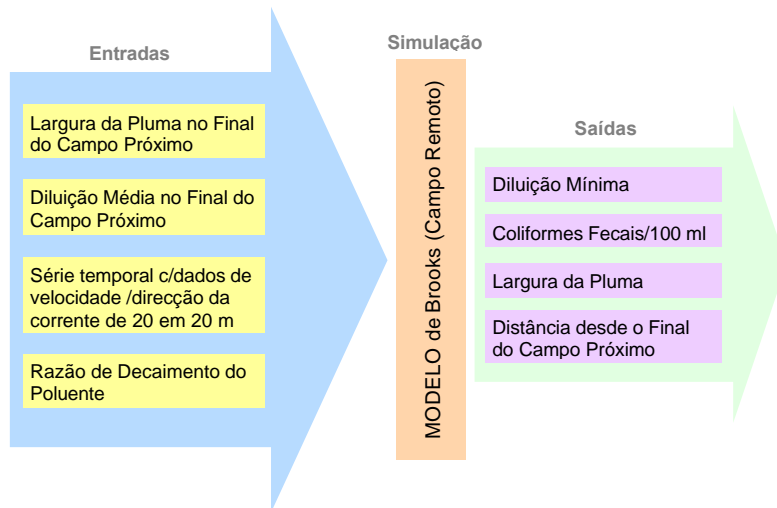 Entradas
Largura da Pluma no Final
do Campo Próximo
Diluição Média no Final do
Campo Próximo
Série temporal c/dados de
velocidade /direcção da
corrente de 20 em 20 m
Razão de Decaimento do
Poluente
Simulação
MODELO de Brooks (Campo Remoto)
Saídas
Diluição Mínima
Coliformes Fecais/100 ml
Largura da Pluma
Distância desde o Final
do Campo Próximo